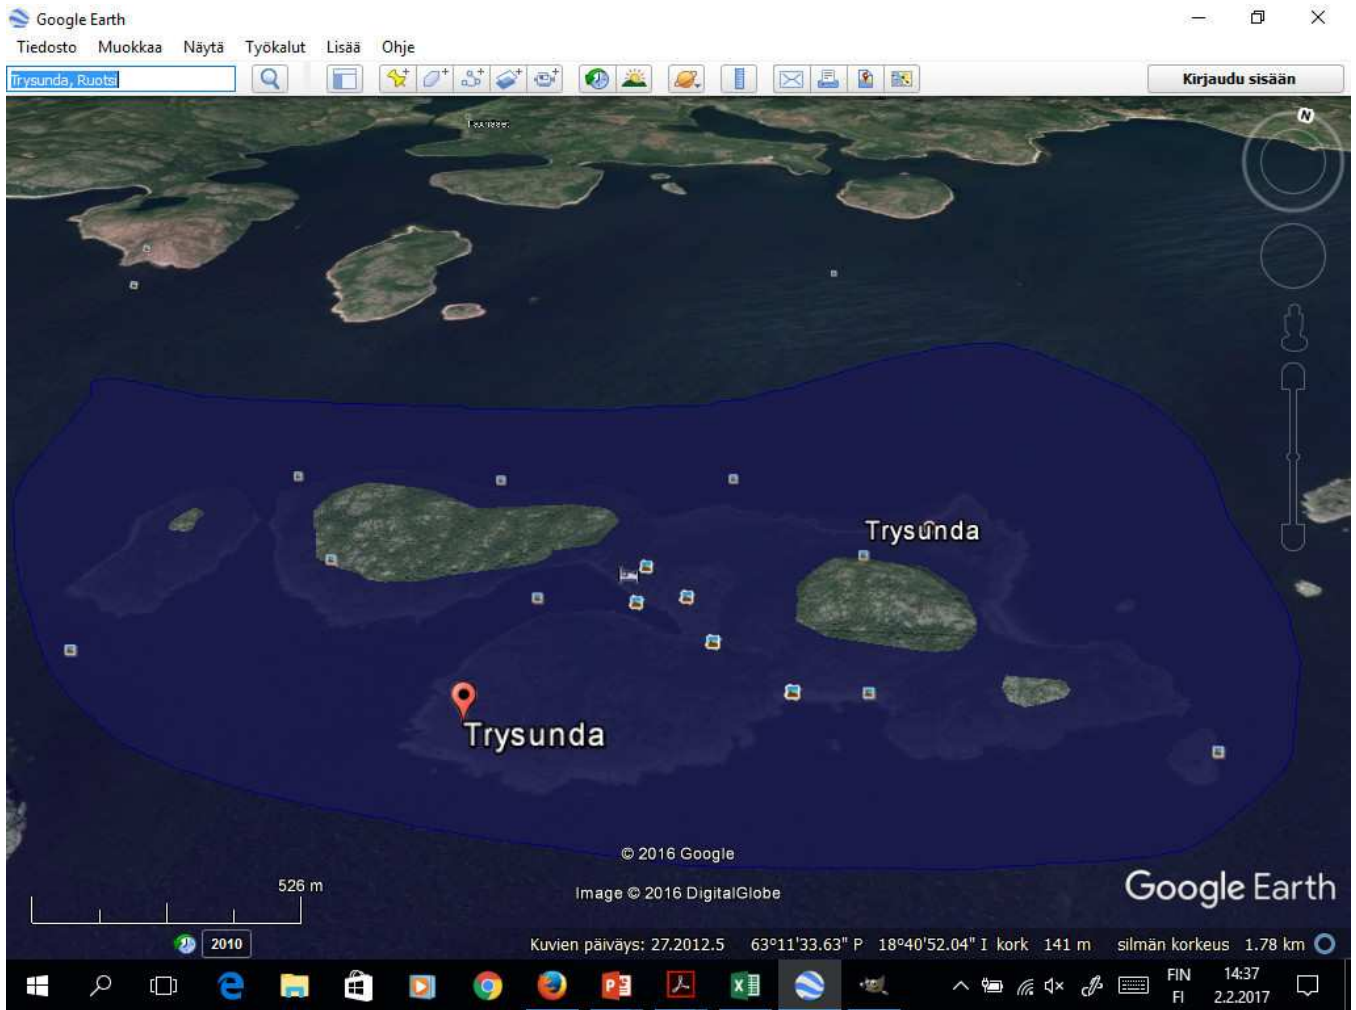 Google Earth
Tiedosto Muokkaa Näytä Työkalut Lisää Ohje
Trysunda, Ruotsi
Kirjaudu sisään
N
Trysunda
Trysunda
© 2016 Google
Image © 2016 DigitalGlobe
Google Earth
526 m
2010
Kuvien päiväys: 27.2012.5 63°11'33.63" P 18°40'52.04" I kork 141 m silmän korkeus 1.78 km
FIN
FI
14:37
2.2.2017